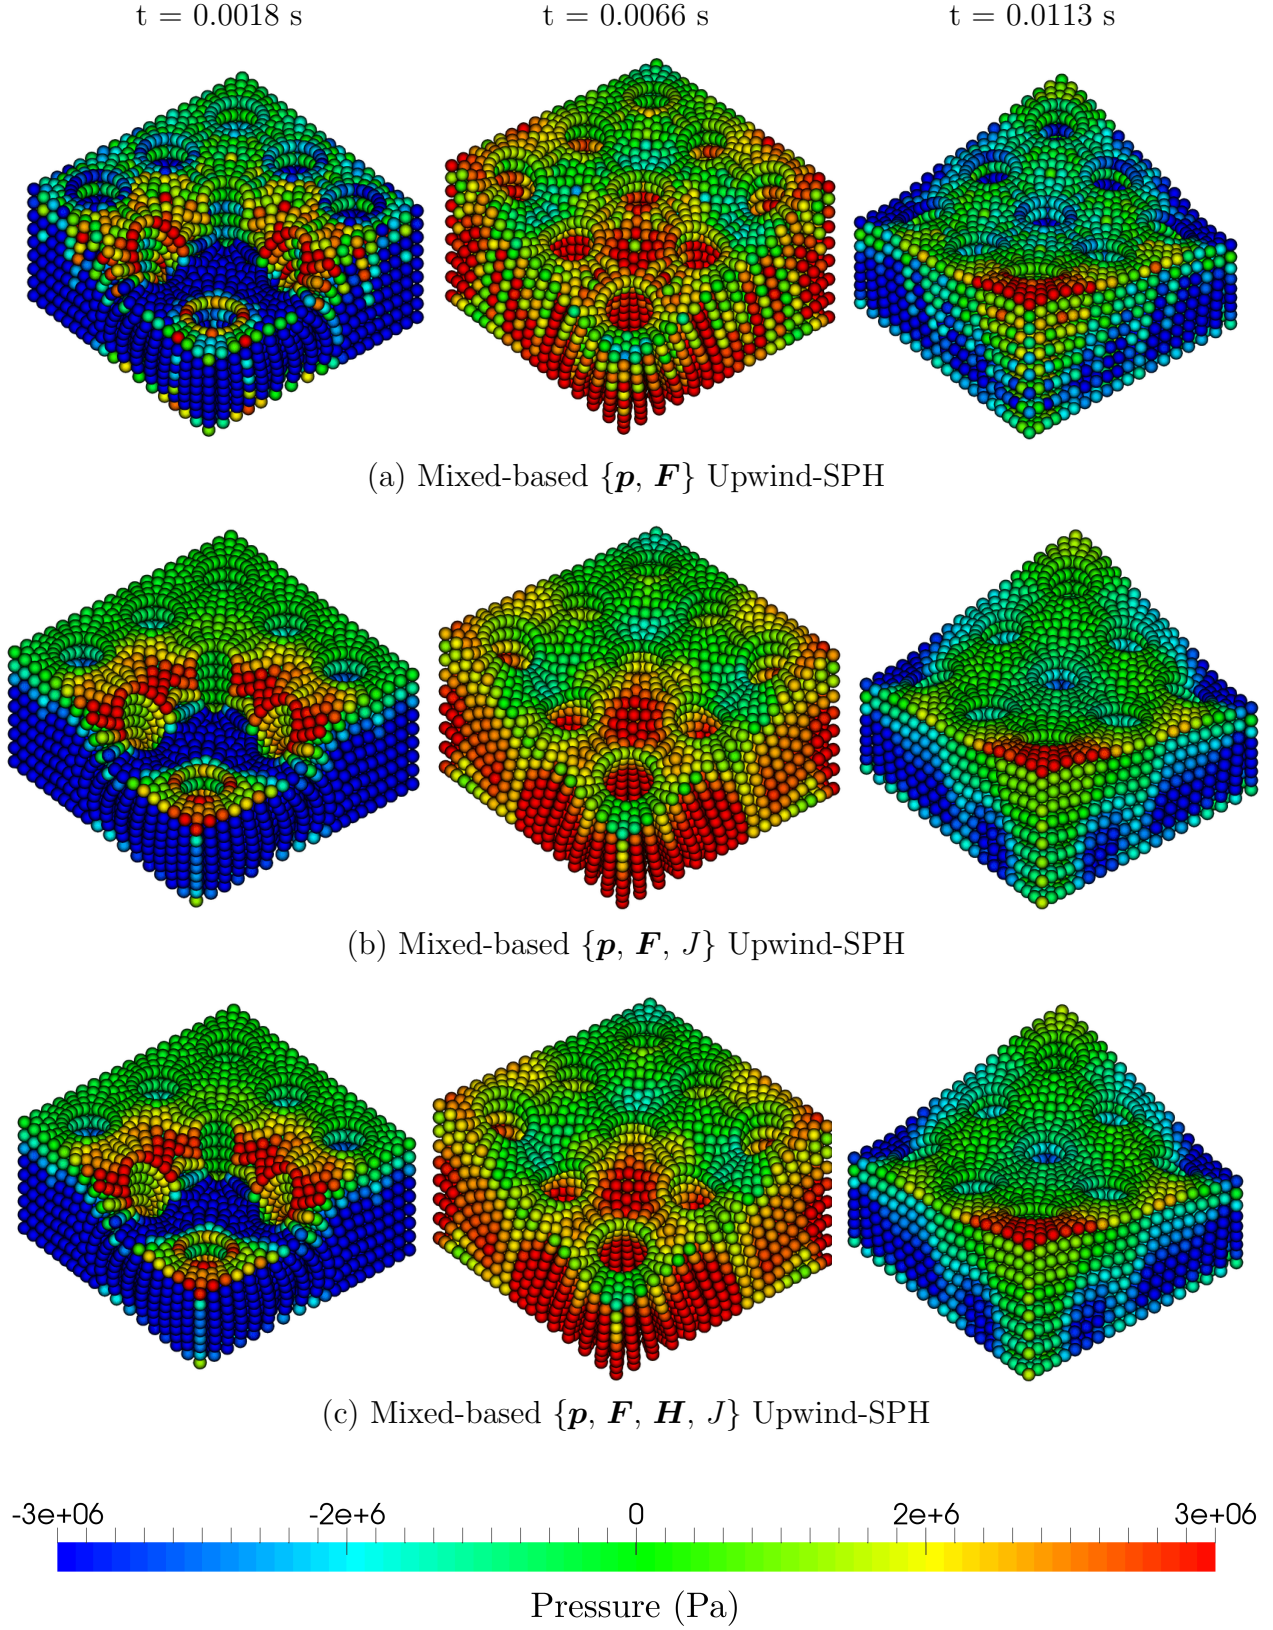 t = 0.0018 s t = 0.0066 s t = 0.0113 s
(a) Mixed-based {p, F} Upwind-SPH
(b) Mixed-based {p, F, J} Upwind-SPH
(c) Mixed-based {p, F, H, J} Upwind-SPH
-3e+06 -2e+6 0 2e+6 3e+06
Pressure (Pa)